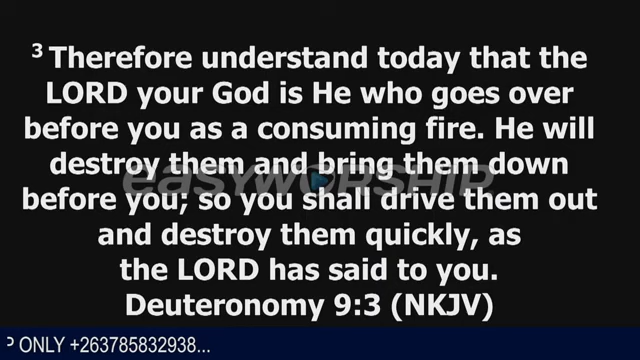 3 Therefore understand today that the
LORD your God is He who goes over
before you as a consuming fire. He will
destroy them and bring them down
before you; so you shall drive them out
and destroy them quickly, as
the LORD has said to you.
Deuteronomy 9:3 (NKJV)
easyworship
P ONLY +263785832938...